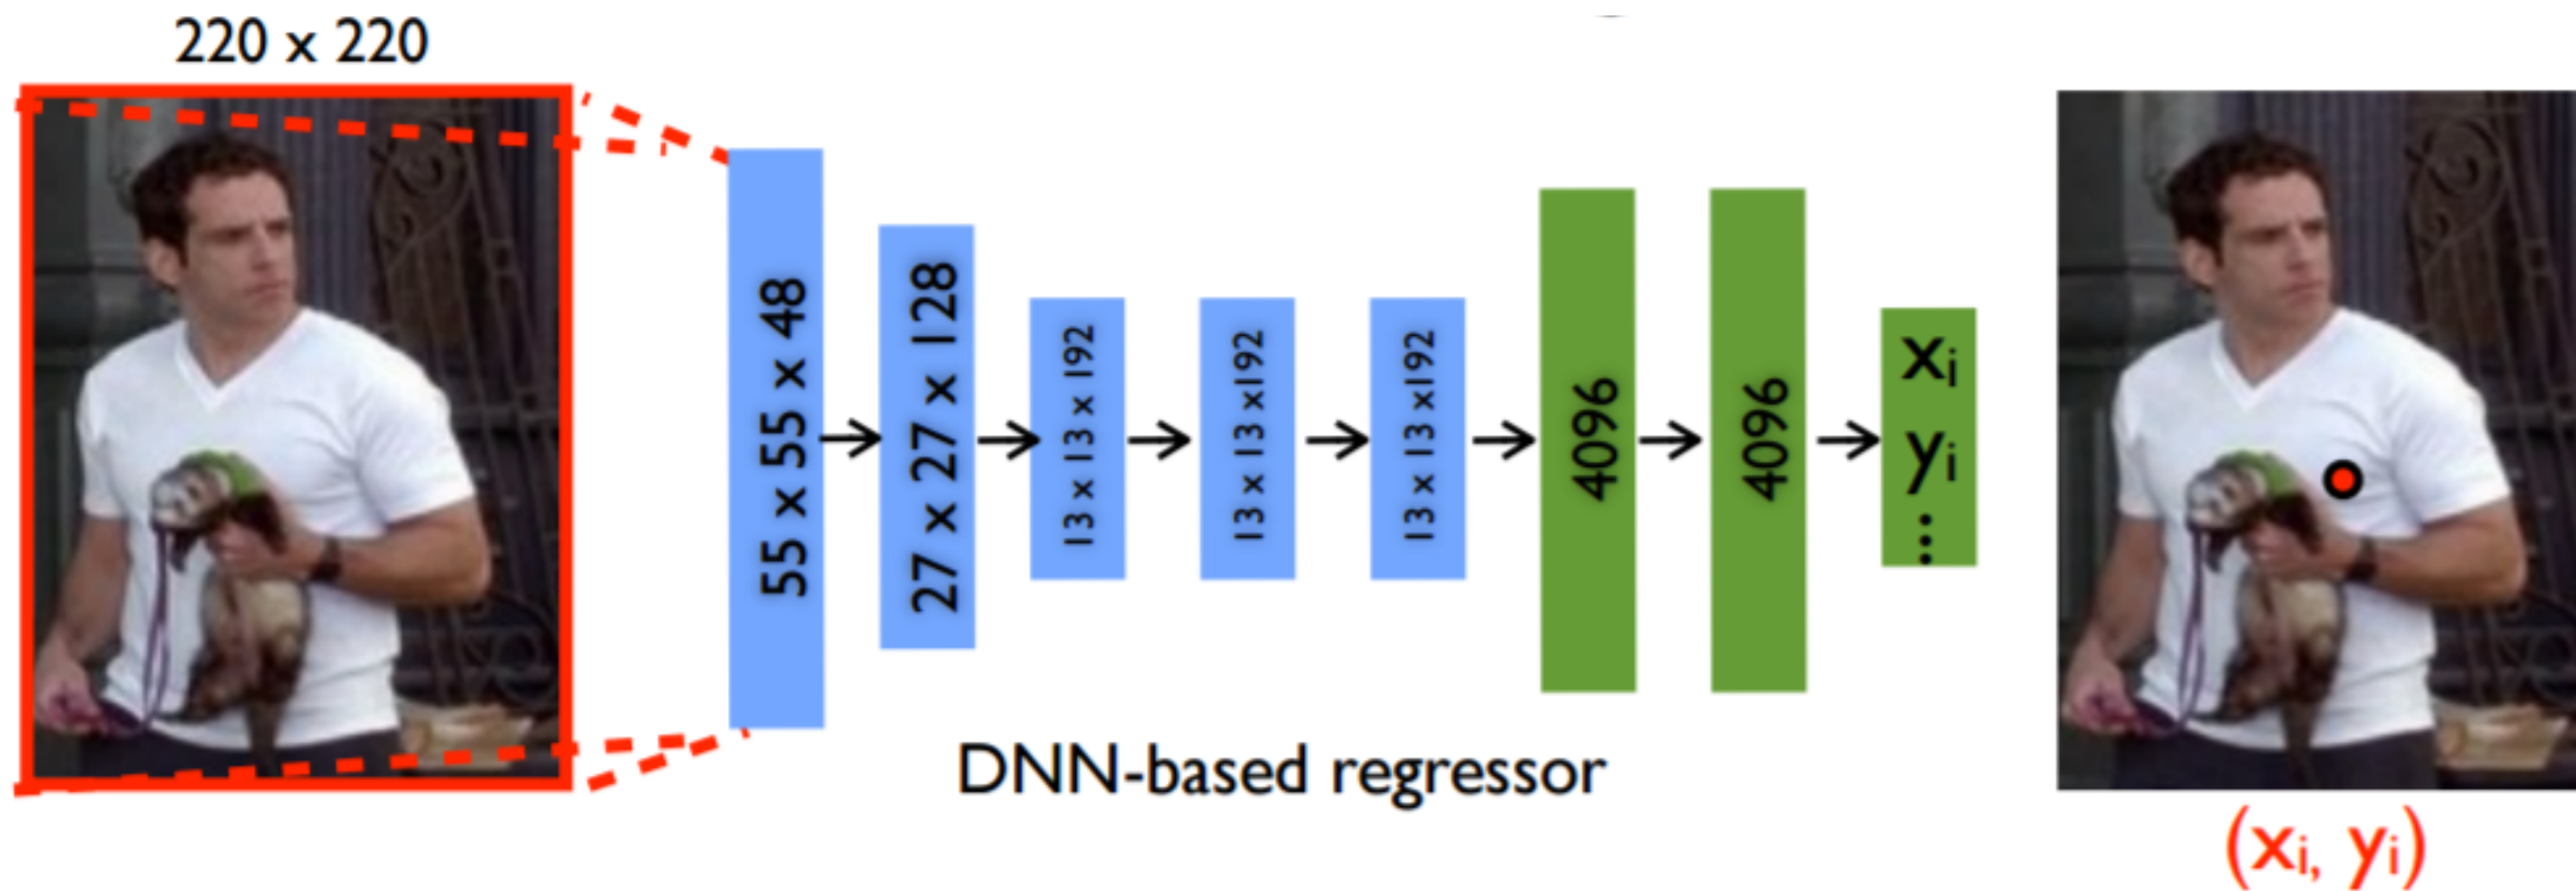 220 x 220
55 x 55 x 48
27 x 27 x 128
13 x 13 x 192
13 x 13 x192
13 x 13 x192
4096
4096
xi
yi
...
DNN-based regressor
(xi, yi)